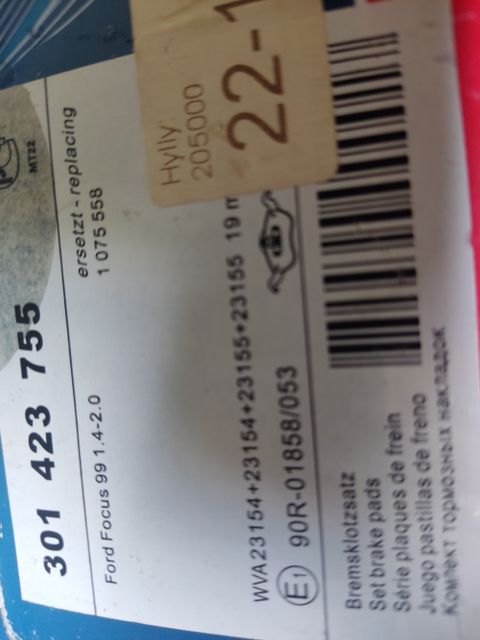 301 423 755
MT22
ersetzt - replacing
1 075 558
Ford Focus 99 1.4-2.0
Hylly:
205000
22-1
WVA23154+23154+23155+23155 19 m
E1 90R-01858/053
Bremsklotzsatz
Set brake pads
Série plaques de frein
Juego pastillas de freno
Комплект тормозных накладок